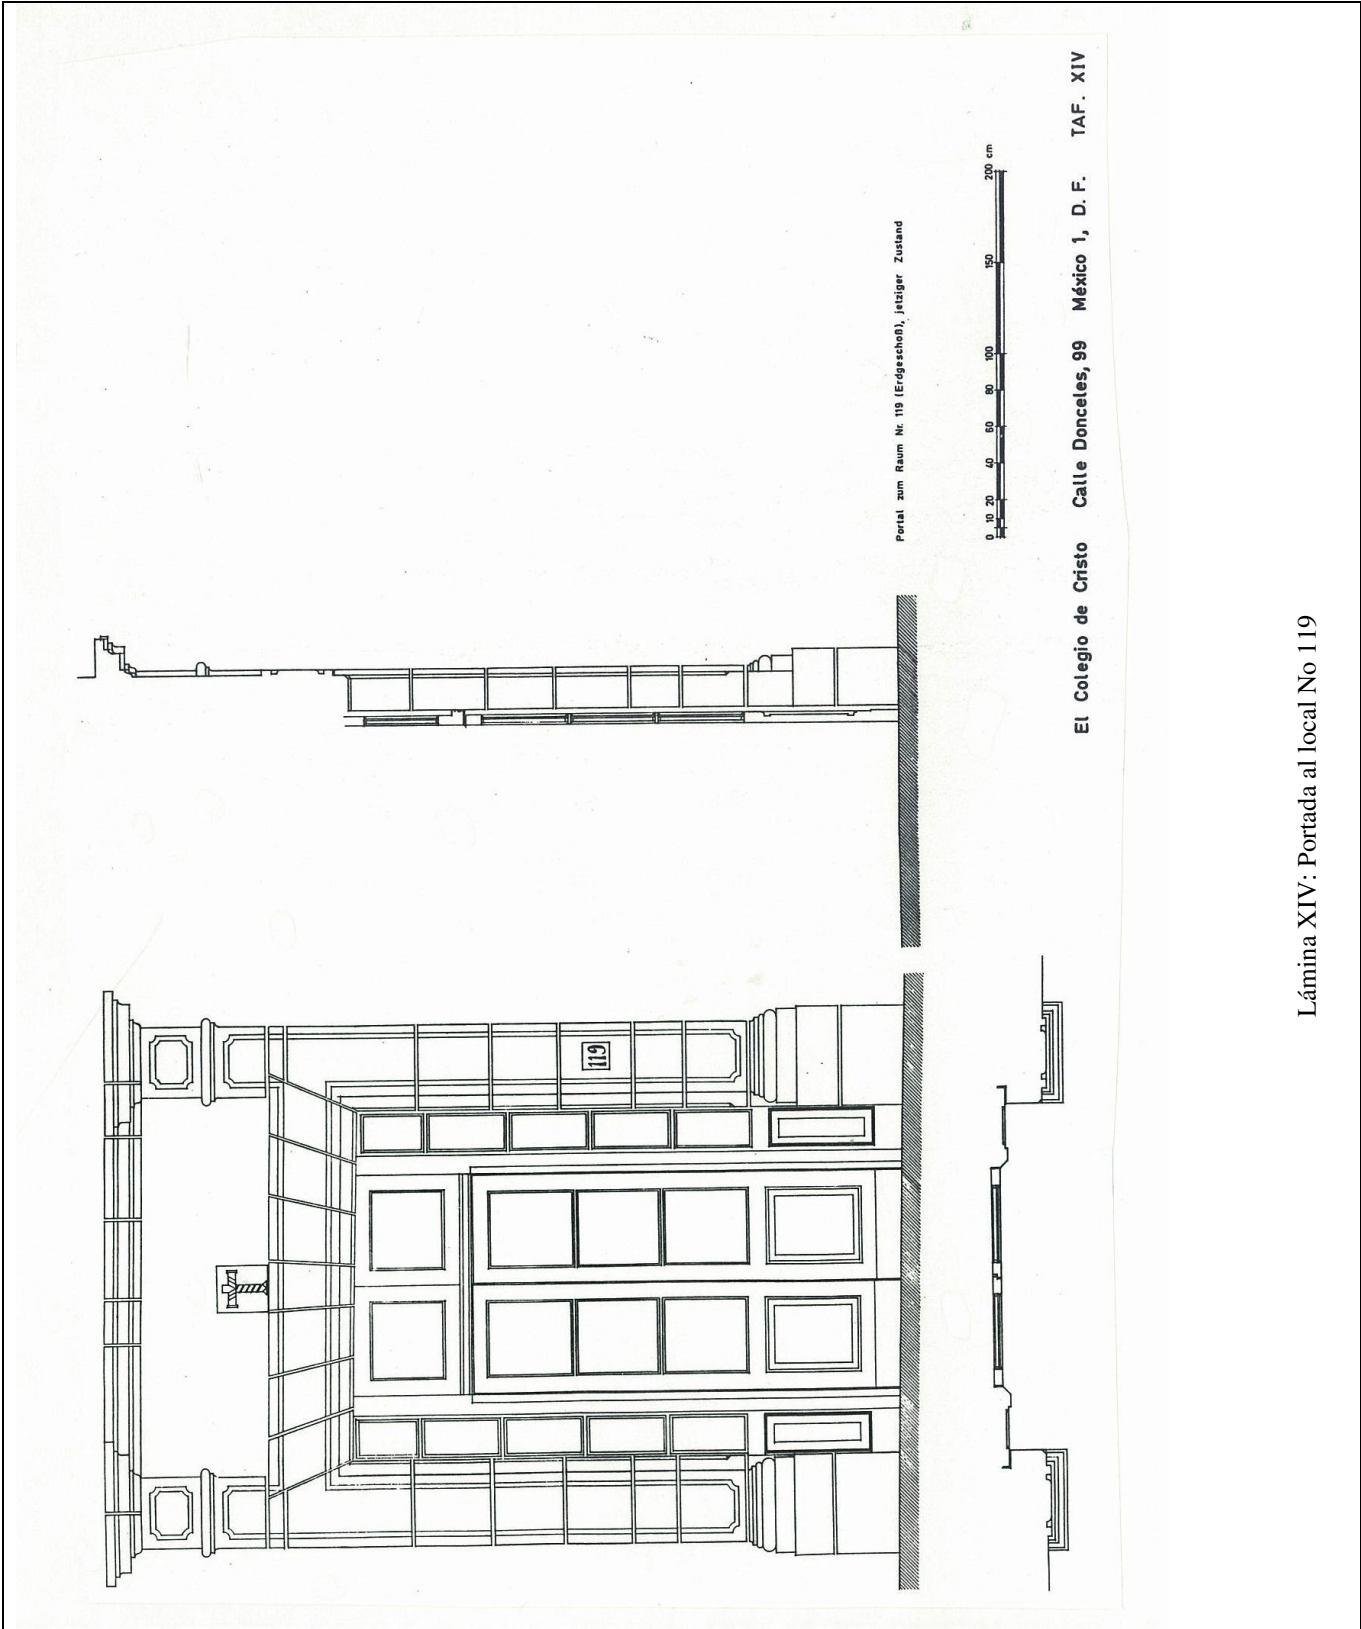 119
Portal zum Raum Nr. 119 (Erdgeschoß), jetziger Zustand
0 10 20 40 60 80 100 150 200 cm
El Colegio de Cristo Calle Donceles, 99 México 1, D. F. TAF. XIV
Lámina XIV: Portada al local No 119